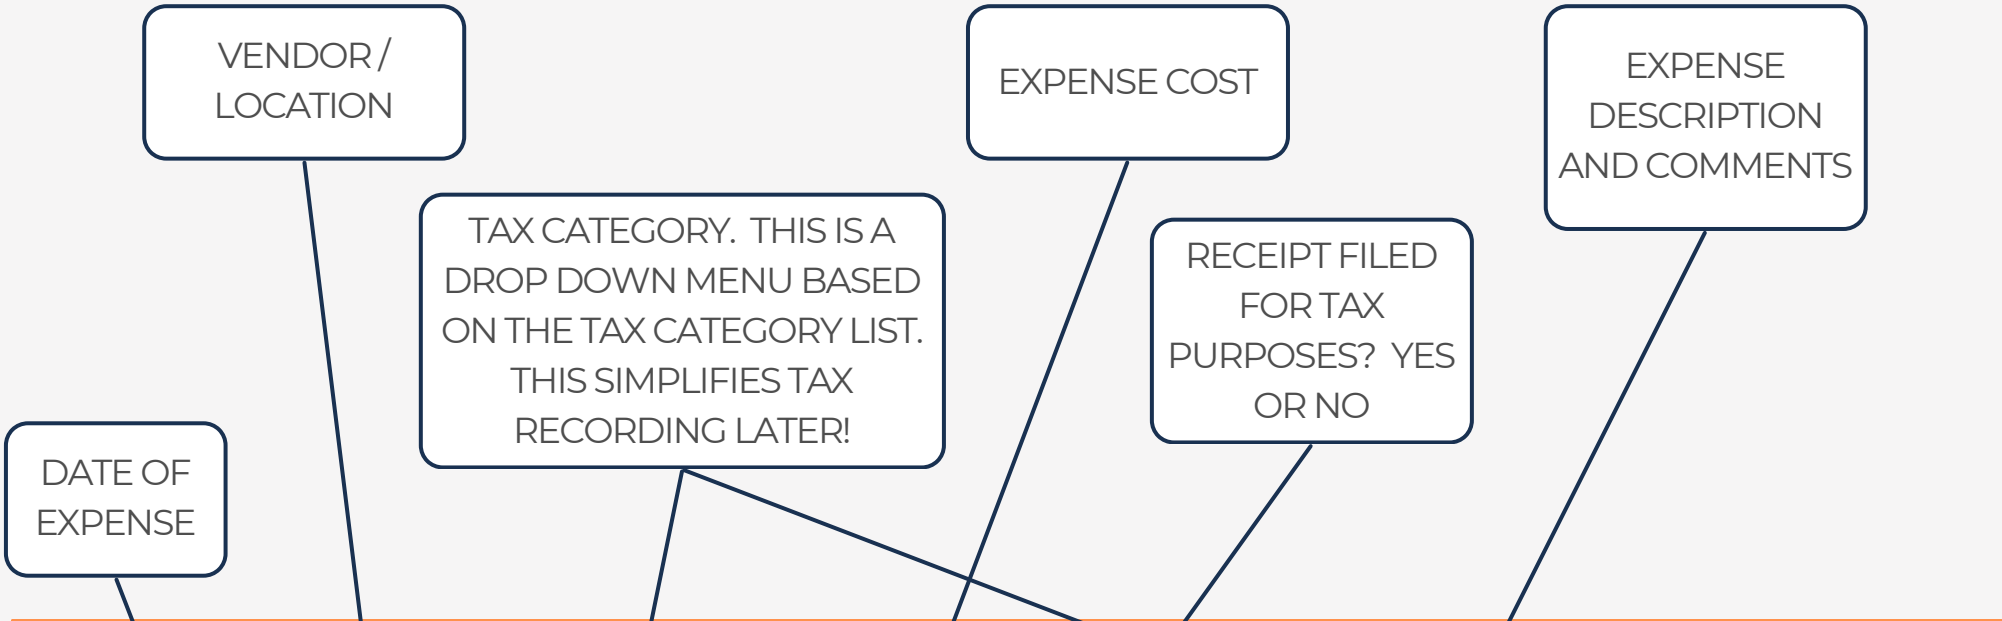 VENDOR /
LOCATION
EXPENSE COST
EXPENSE
DESCRIPTION
AND COMMENTS
TAX CATEGORY.  THIS IS A
DROP DOWN MENU BASED
ON THE TAX CATEGORY LIST.
THIS SIMPLIFIES TAX
RECORDING LATER!
RECEIPT FILED
FOR TAX
PURPOSES?  YES
OR NO
DATE OF
EXPENSE